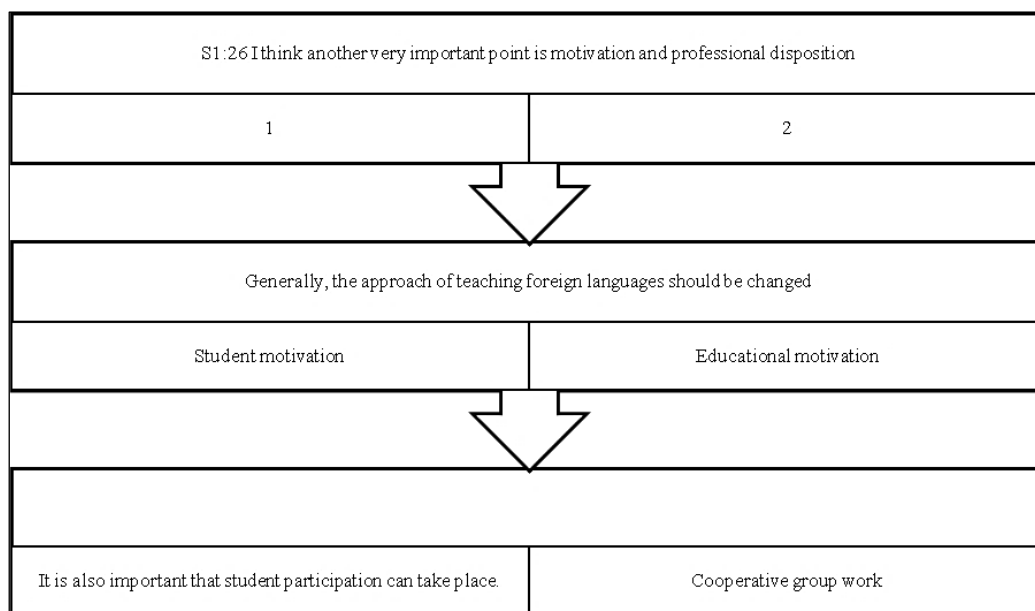 S1:26 I think another very important point is motivation and professional disposition
1
2
Generally, the approach of teaching foreign languages should be changed
Student motivation
Educational motivation
It is also important that student participation can take place.
Cooperative group work